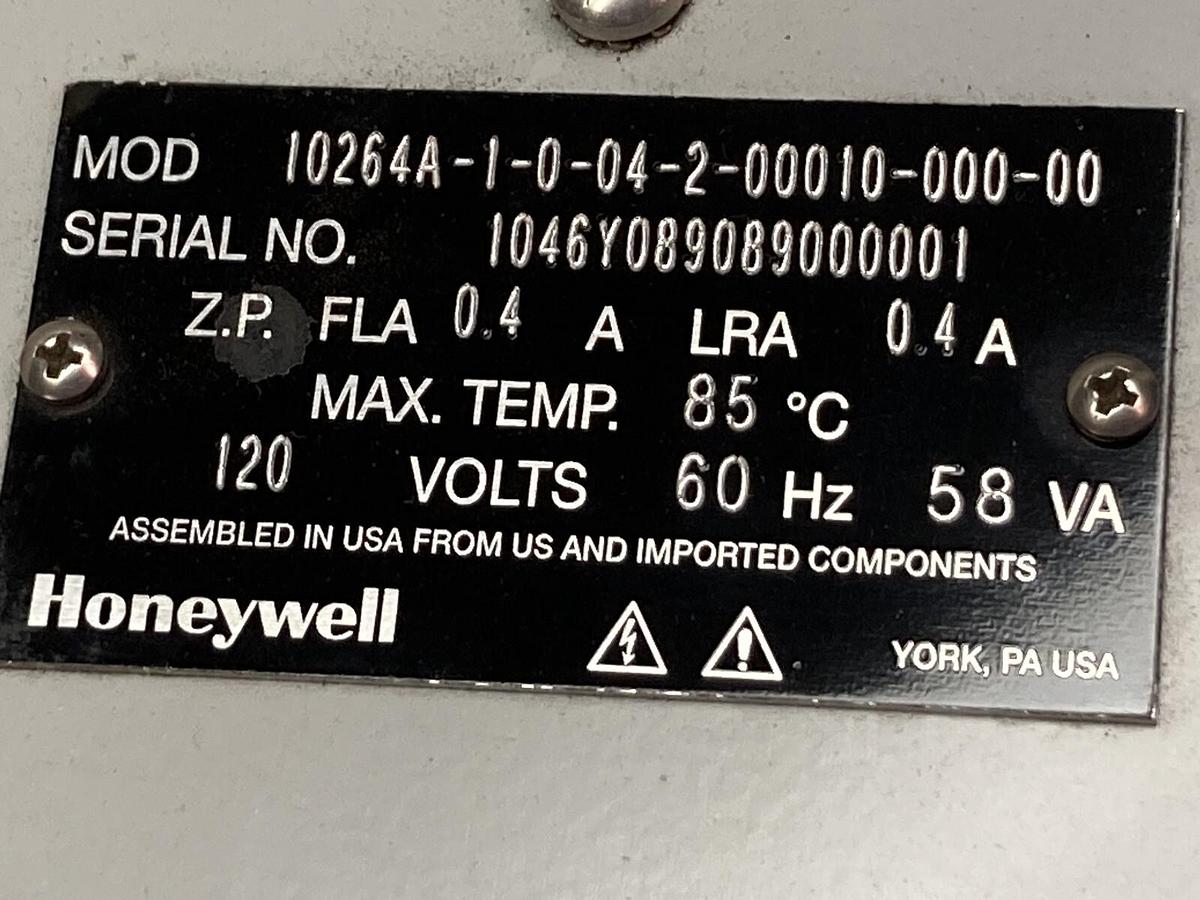 MOD 10264A-1-0-04-2-00010-000-00
SERIAL NO. 1046Y089089000001
Z.P. FLA 0.4 A LRA 0.4 A
MAX. TEMP. 85 °C
120 VOLTS 60 Hz 58 VA
ASSEMBLED IN USA FROM US AND IMPORTED COMPONENTS
Honeywell
YORK, PA USA